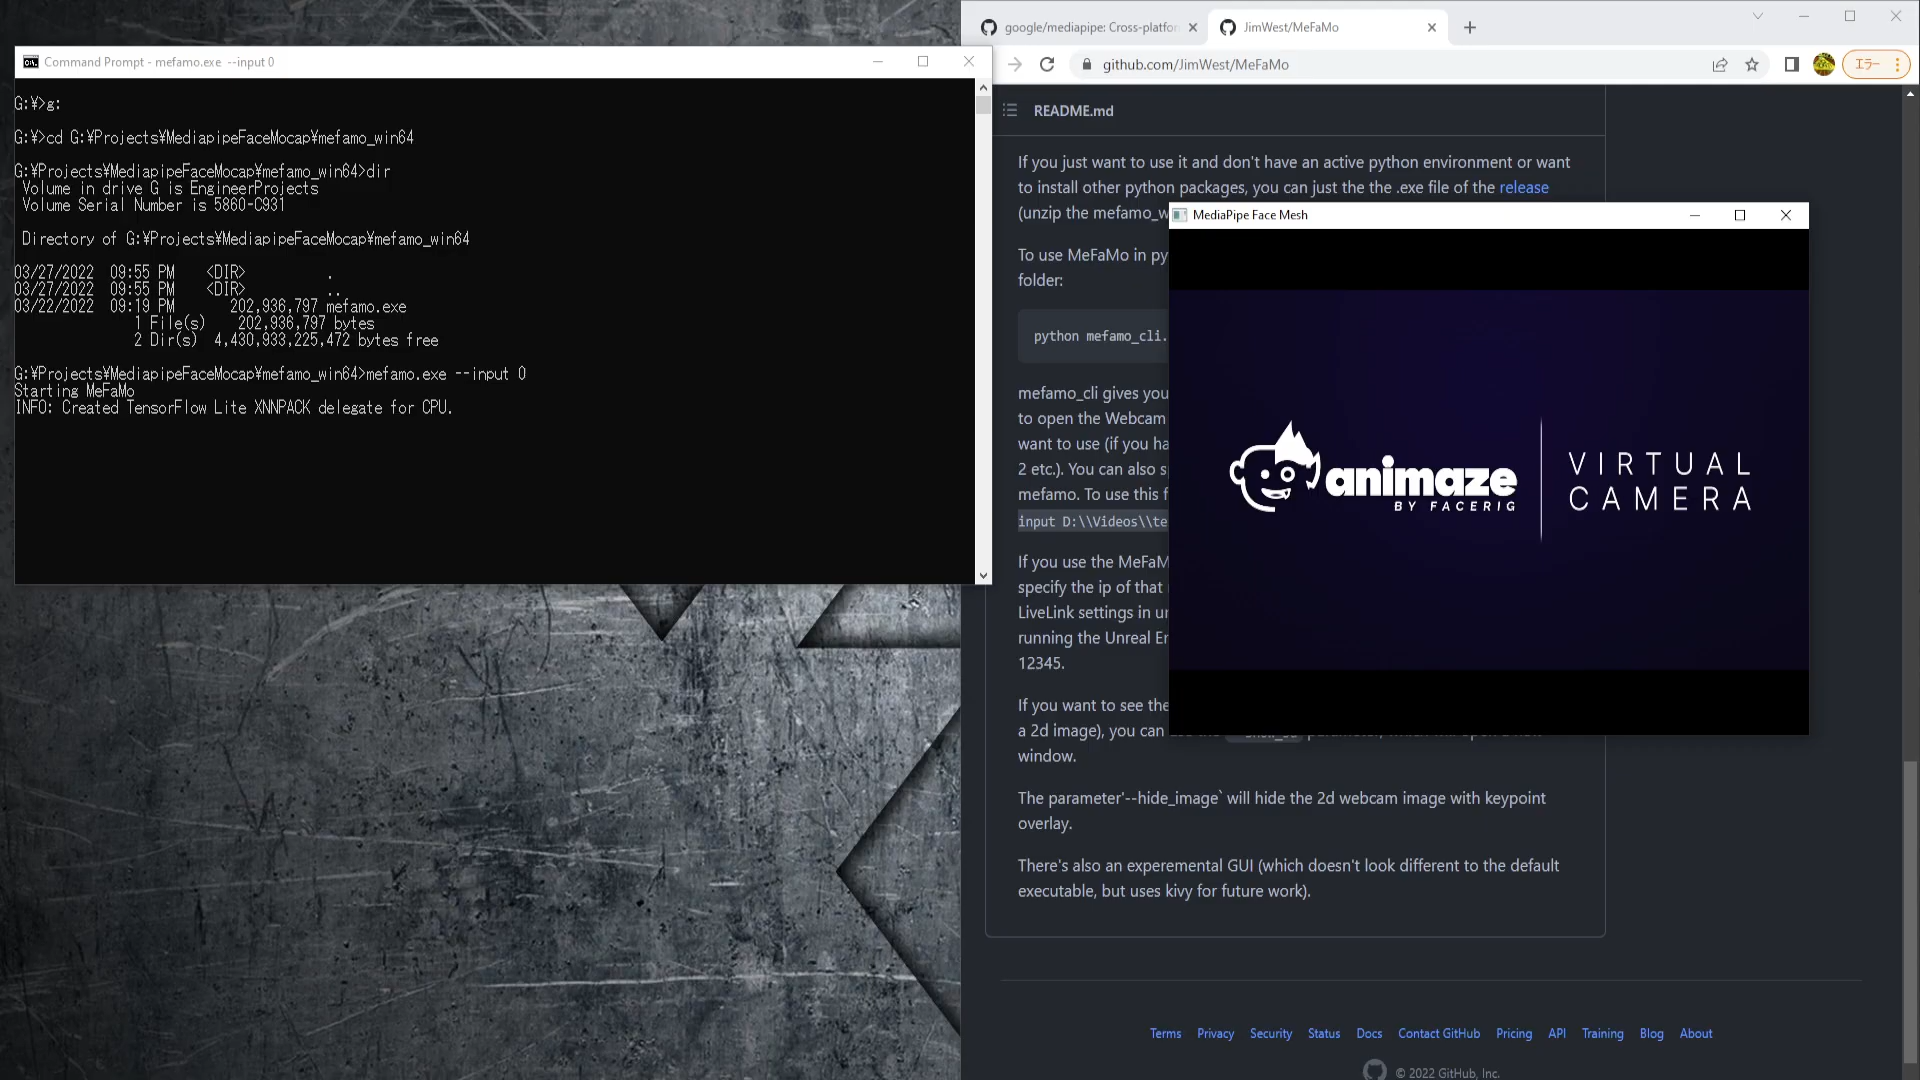 Command Prompt - mefamo.exe  --input 0
G:¥>g:
G:¥>cd G:¥Projects¥MediapipeFaceMocap¥mefamo_win64
G:¥Projects¥MediapipeFaceMocap¥mefamo_win64>dir
Volume in drive G is EngineerProjects
Volume Serial Number is 5860-C931
Directory of G:¥Projects¥MediapipeFaceMocap¥mefamo_win64
03/27/2022  09:55 PM    <DIR>          .
03/27/2022  09:55 PM    <DIR>          ..
03/22/2022  09:19 PM       202,936,797 mefamo.exe
1 File(s)    202,936,797 bytes
2 Dir(s)  4,430,933,225,472 bytes free
G:¥Projects¥MediapipeFaceMocap¥mefamo_win64>mefamo.exe --input 0
Starting MeFaMo
INFO: Created TensorFlow Lite XNNPACK delegate for CPU.
google/mediapipe: Cross-platfor
JimWest/MeFaMo
github.com/JimWest/MeFaMo
エラー
README.md
If you just want to use it and don't have an active python environment or want
to install other python packages, you can just the the .exe file of the release
(unzip the mefamo_w
To use MeFaMo in py
folder:
python mefamo_cli.
mefamo_cli gives you
to open the Webcam
want to use (if you ha
2 etc.). You can also s
mefamo. To use this f
input D:\\Videos\\te
If you use the MeFaM
specify the ip of that
LiveLink settings in ur
running the Unreal En
12345.
If you want to see the
a 2d image), you can
window.
The parameter'--hide_image` will hide the 2d webcam image with keypoint
overlay.
There's also an experemental GUI (which doesn't look different to the default
executable, but uses kivy for future work).
MediaPipe Face Mesh
animaze
BY FACERIG
VIRTUAL
CAMERA
Terms Privacy Security Status Docs Contact GitHub Pricing API Training Blog About
© 2022 GitHub, Inc.